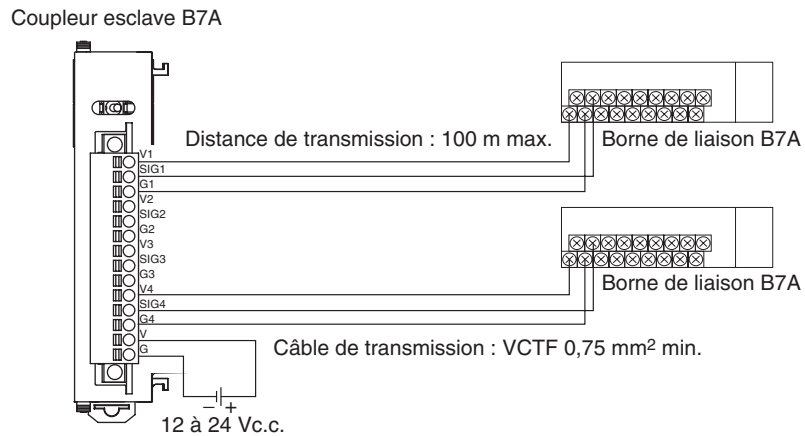 Coupleur esclave B7A
Distance de transmission : 100 m max.
Borne de liaison B7A
V1
SIG1
G1
V2
SIG2
G2
V3
SIG3
G3
V4
SIG4
G4
V
G
Borne de liaison B7A
Câble de transmission : VCTF 0,75 mm² min.
– +
12 à 24 Vc.c.